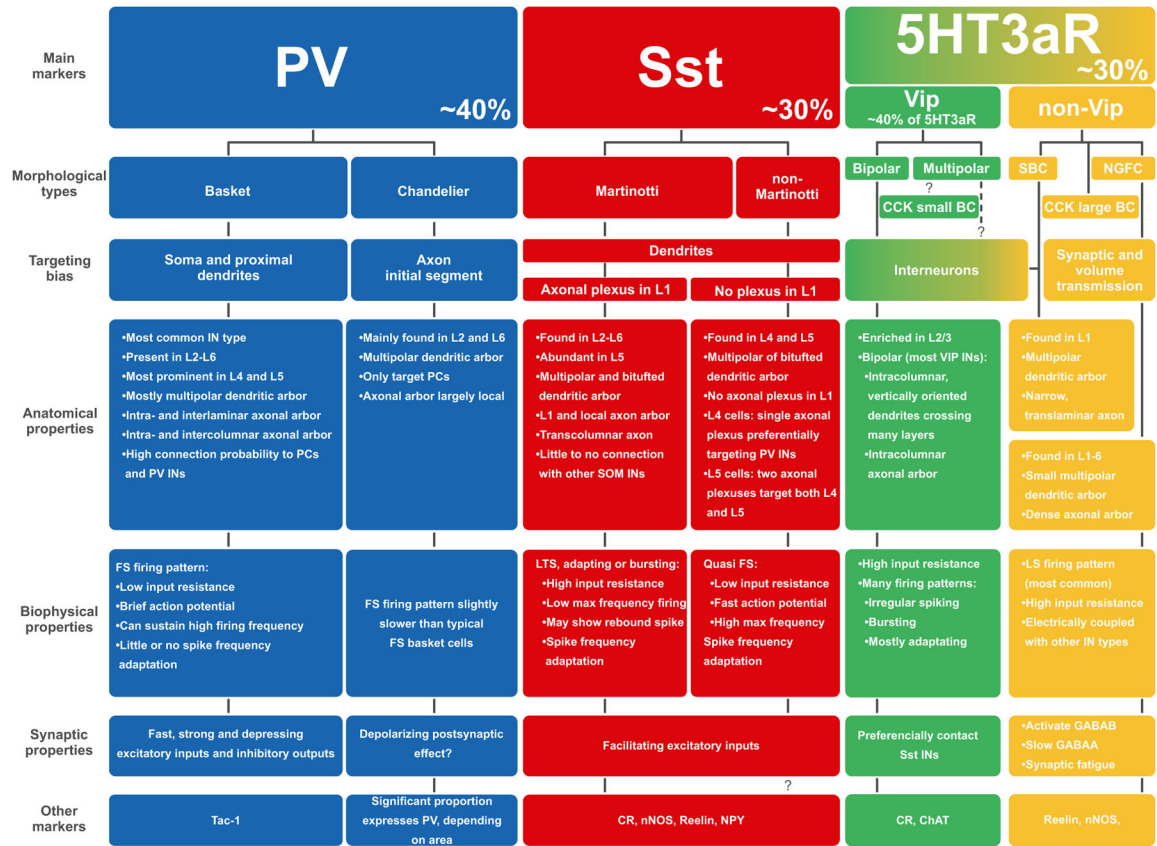 Main
markers
PV
~40%
Sst
~30%
5HT3aR
~30%
Vip
~40% of 5HT3aR
non-Vip
Morphological
types
Basket
Chandelier
Martinotti
non-
Martinotti
Bipolar
Multipolar
?
CCK small BC
?
SBC
NGFC
CCK large BC
Targeting
bias
Soma and proximal
dendrites
Axon
initial segment
Dendrites
Axonal plexus in L1
No plexus in L1
Interneurons
Synaptic and
volume
transmission
Anatomical
properties
•Most common IN type
•Present in L2-L6
•Most prominent in L4 and L5
•Mostly multipolar dendritic arbor
•Intra- and interlaminar axonal arbor
•Intra- and intercolumnar axonal arbor
•High connection probability to PCs
and PV INs
•Mainly found in L2 and L6
•Multipolar dendritic arbor
•Only target PCs
•Axonal arbor largely local
•Found in L2-L6
•Abundant in L5
•Multipolar and bitufted
dendritic arbor
•L1 and local axon arbor
•Transcolumnar axon
•Little to no connection
with other SOM INs
•Found in L4 and L5
•Multipolar of bitufted
dendritic arbor
•No axonal plexus in L1
•L4 cells: single axonal
plexus preferentially
targeting PV INs
•L5 cells: two axonal
plexuses target both L4
and L5
•Enriched in L2/3
•Bipolar (most VIP INs):
•Intracolumnar,
vertically oriented
dendrites crossing
many layers
•Intracolumnar
axonal arbor
•Found in L1
•Multipolar
dendritic arbor
•Narrow,
translaminar axon
•Found in L1-6
•Small multipolar
dendritic arbor
•Dense axonal arbor
Biophysical
properties
FS firing pattern:
•Low input resistance
•Brief action potential
•Can sustain high firing frequency
•Little or no spike frequency
adaptation
FS firing pattern slightly
slower than typical
FS basket cells
LTS, adapting or bursting:
•High input resistance
•Low max frequency firing
•May show rebound spike
•Spike frequency
adaptation
Quasi FS:
•Low input resistance
•Fast action potential
•High max frequency
Spike frequency
adaptation
•High input resistance
•Many firing patterns:
•Irregular spiking
•Bursting
•Mostly adaptating
•LS firing pattern
(most common)
•High input resistance
•Electrically coupled
with other IN types
Synaptic
properties
Fast, strong and depressing
excitatory inputs and inhibitory outputs
Depolarizing postsynaptic
effect?
Facilitating excitatory inputs
Preferencially contact
Sst INs
•Activate GABAB
•Slow GABAA
•Synaptic fatigue
?
Other
markers
Tac-1
Significant proportion
expresses PV, depending
on area
CR, nNOS, Reelin, NPY
CR, ChAT
Reelin, nNOS,